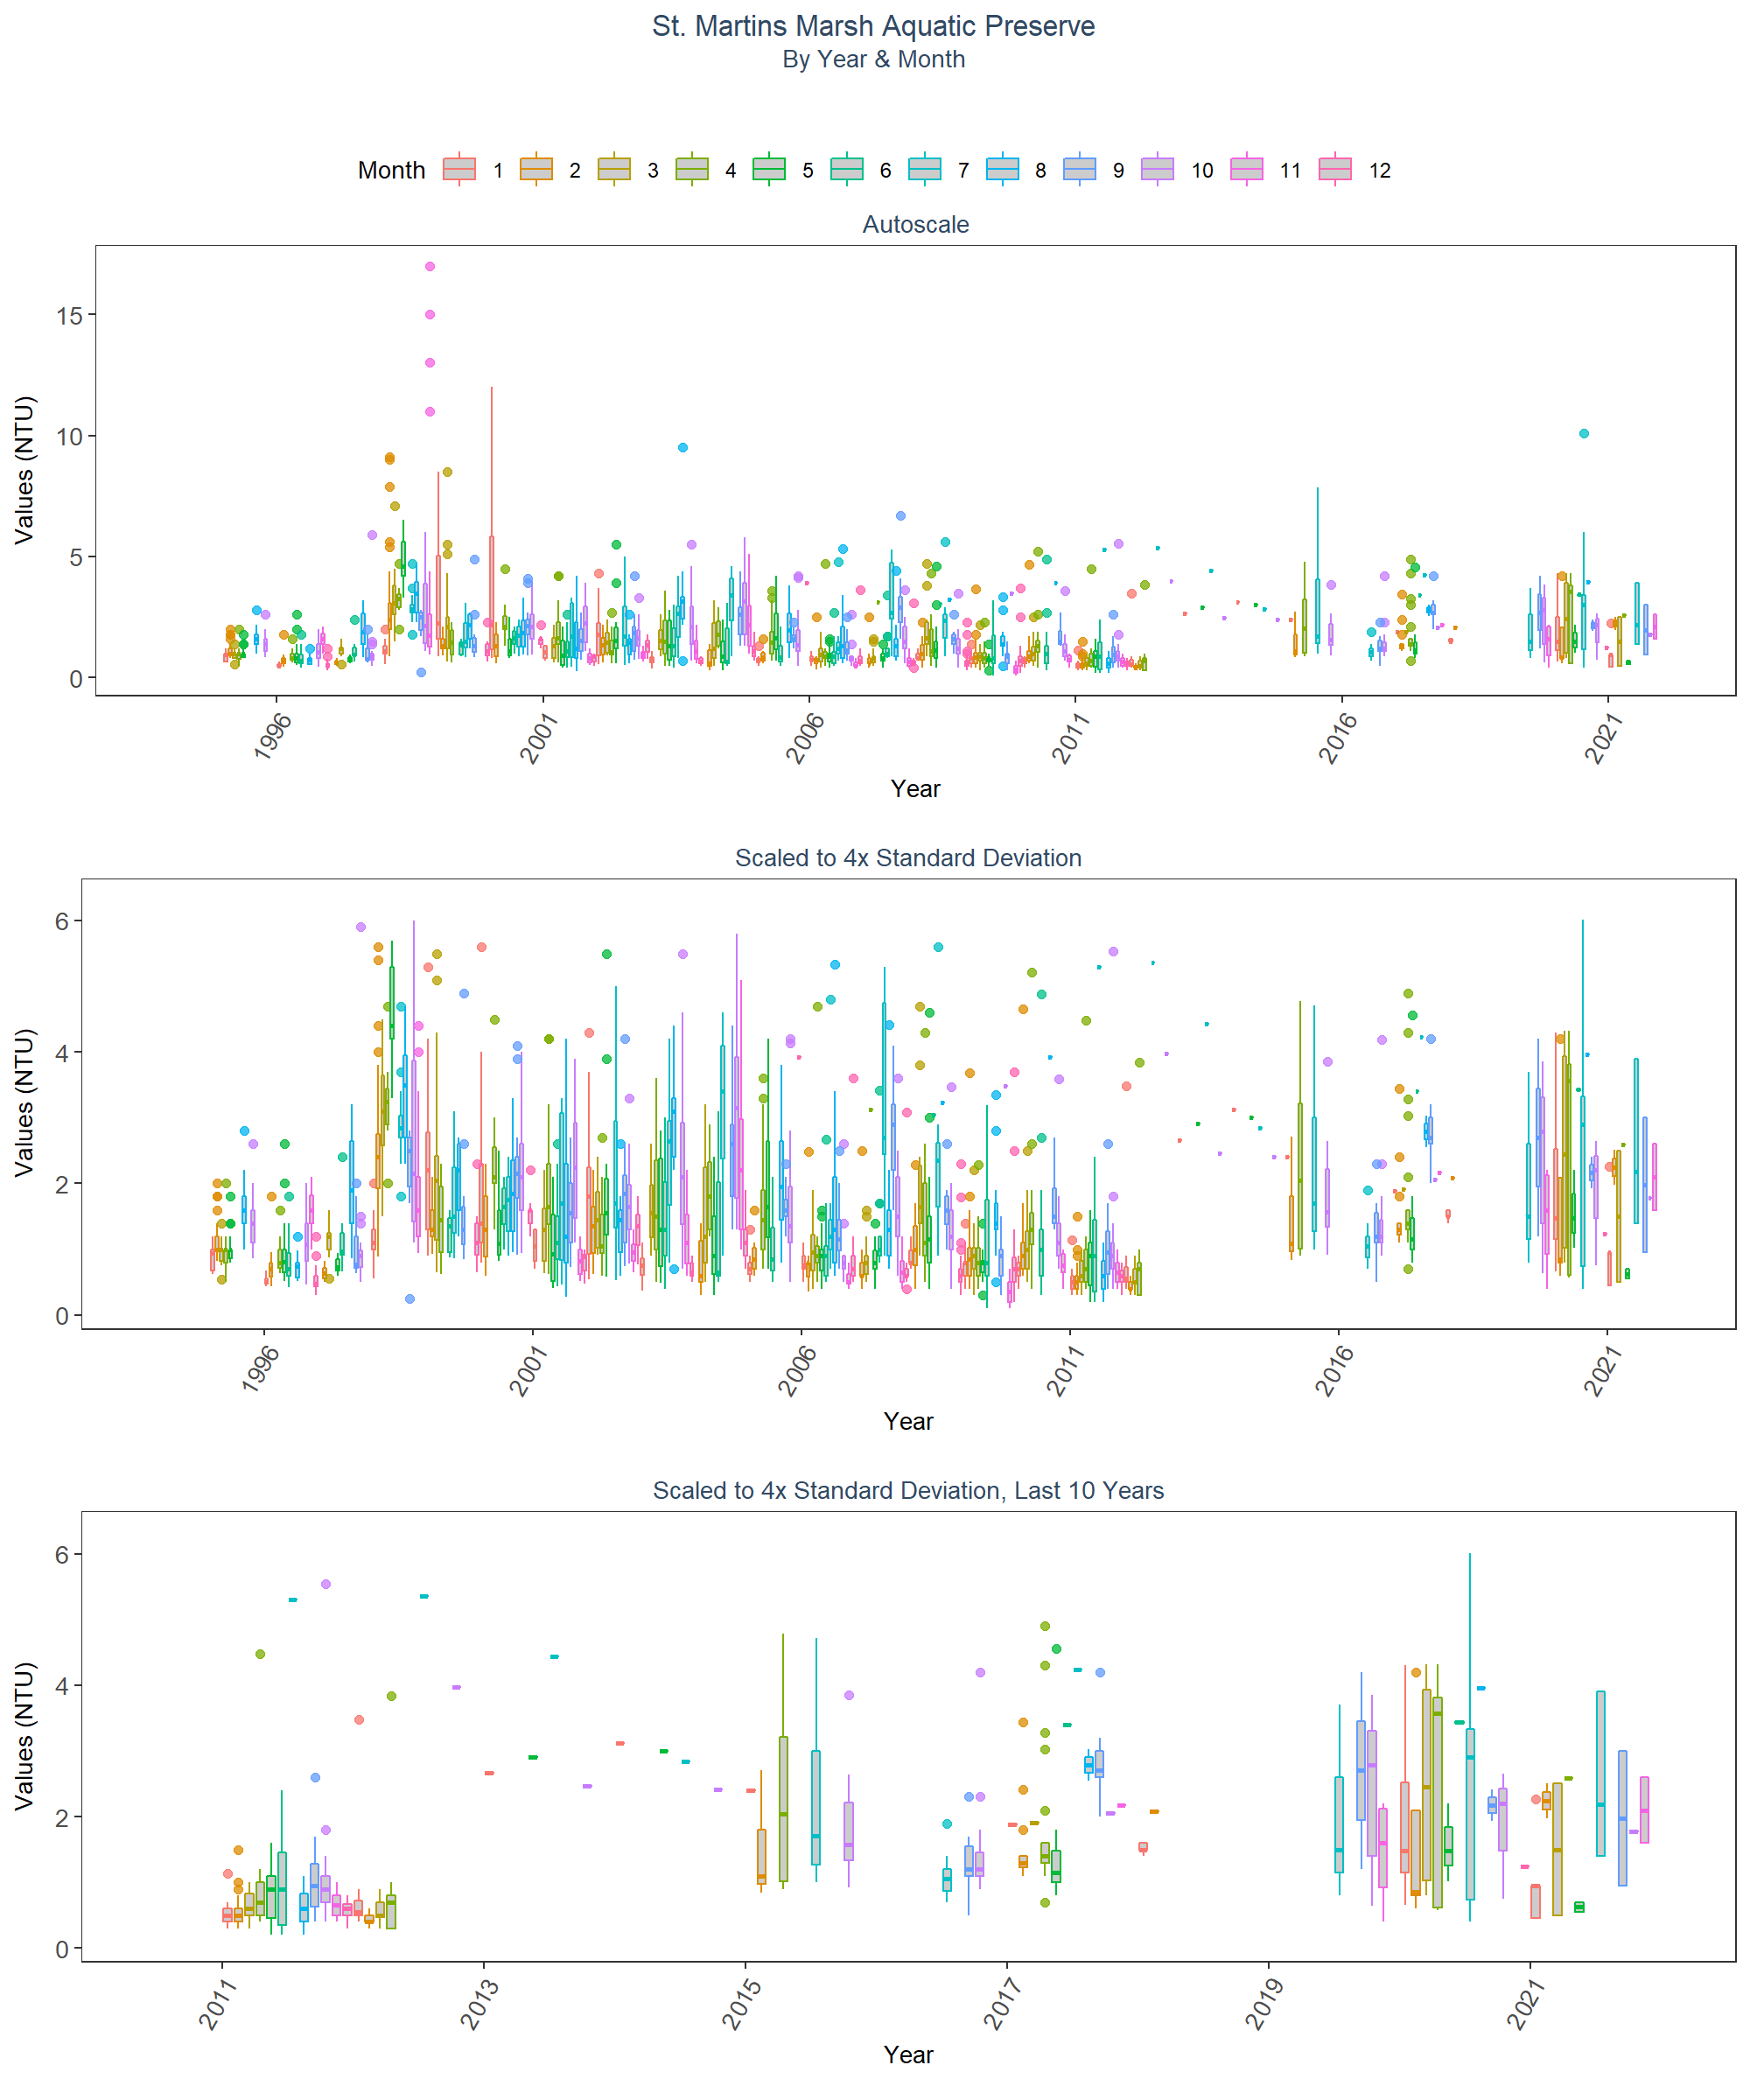 St. Martins Marsh Aquatic Preserve
By Year & Month
Month 1 2 3 4 5 6 7 8 9 10 11 12
Autoscale
15
10
5
0
Values (NTU)
1996 2001 2006 2011 2016 2021
Year
Scaled to 4x Standard Deviation
6
4
2
0
Values (NTU)
1996 2001 2006 2011 2016 2021
Year
Scaled to 4x Standard Deviation, Last 10 Years
6
4
2
0
Values (NTU)
2011 2013 2015 2017 2019 2021
Year